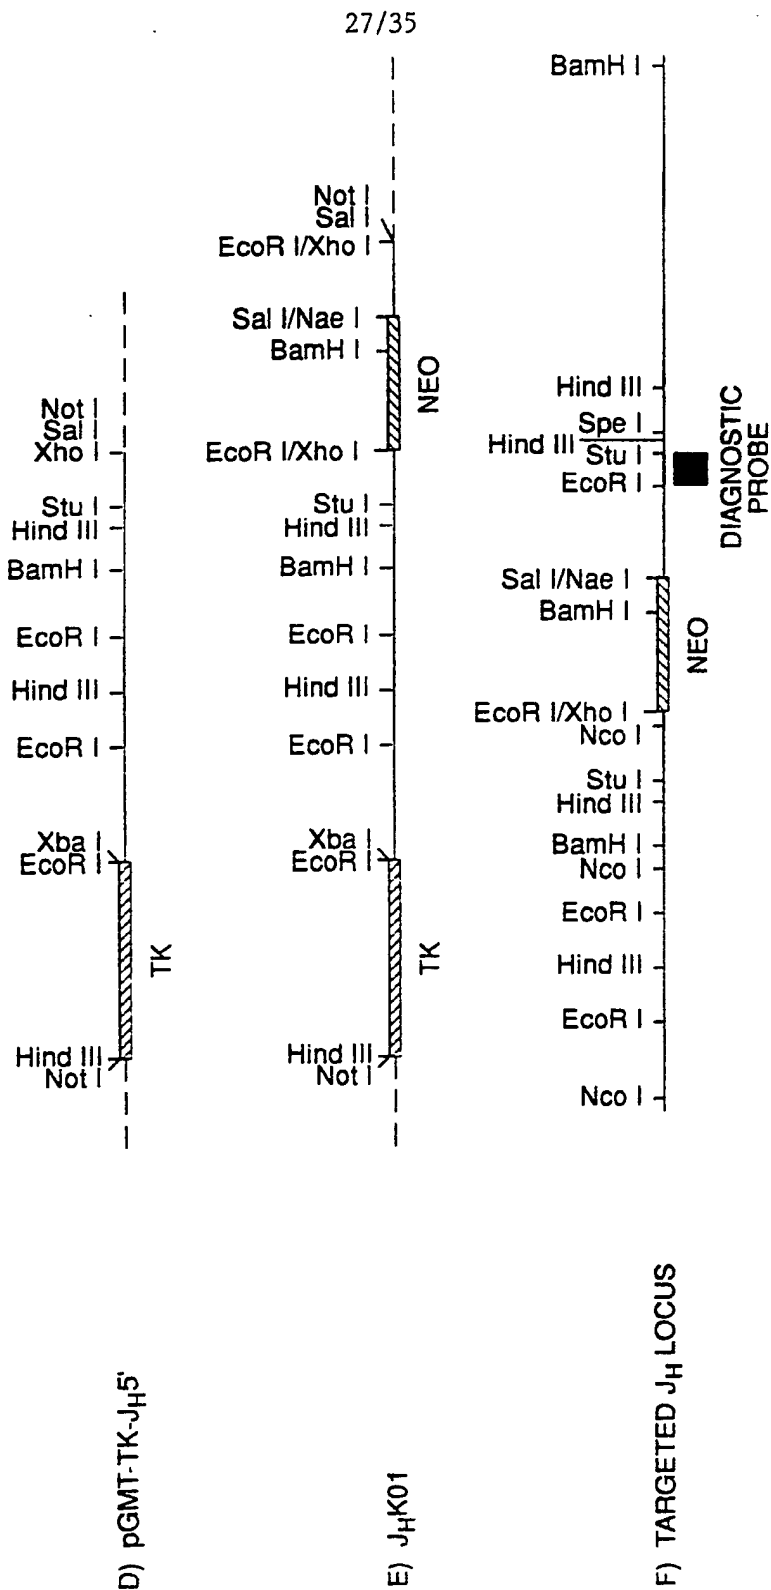 27/35
D) pGMT-TK-JH5'
Not I
Sal I
Xho I
Stu I
Hind III
BamH I
EcoR I
Hind III
EcoR I
Xba I
EcoR I
TK
Hind III
Not I
E) JHK01
Not I
Sal I
EcoR I/Xho I
Sal I/Nae I
BamH I
NEO
EcoR I/Xho I
Stu I
Hind III
BamH I
EcoR I
Hind III
EcoR I
Xba I
EcoR I
TK
Hind III
Not I
F) TARGETED JH LOCUS
BamH I
Hind III
Spe I
Hind III
Stu I
EcoR I
DIAGNOSTIC
PROBE
Sal I/Nae I
BamH I
NEO
EcoR I/Xho I
Nco I
Stu I
Hind III
BamH I
Nco I
EcoR I
Hind III
EcoR I
Nco I